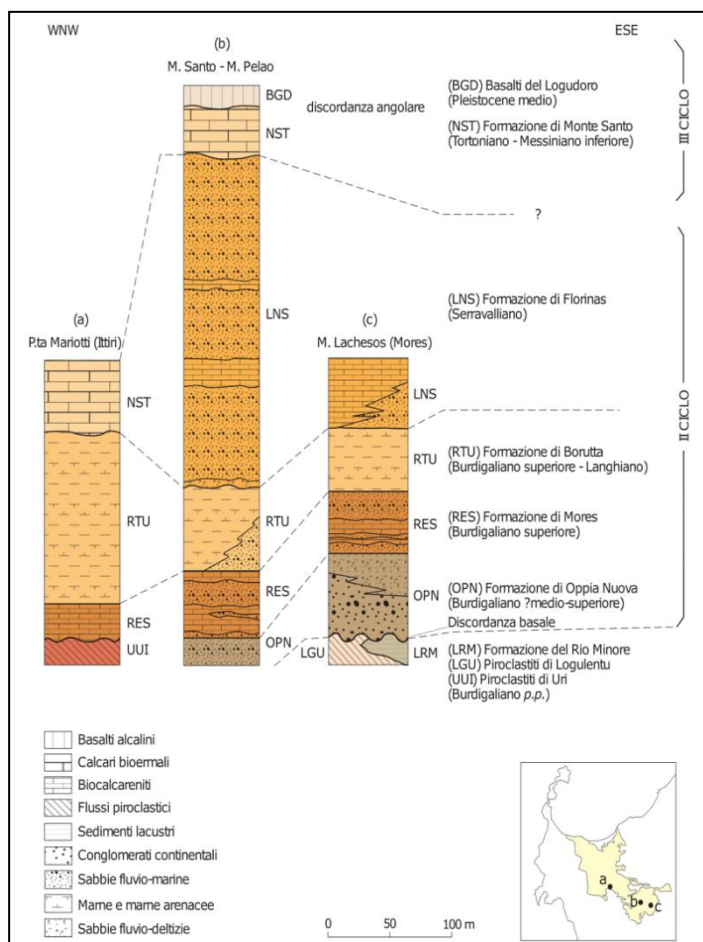 WNW
ESE
(b)
M. Santo - M. Pelao
BGD
NST
LNS
RTU
RES
OPN
discordanza angolare
(BGD) Basalti del Logudoro
(Pleistocene medio)
(NST) Formazione di Monte Santo
(Tortoniano - Messiniano inferiore)
III CICLO
?
(a)
P.ta Mariotti (Ittiri)
NST
RTU
RES
UUI
(c)
M. Lachesos (Mores)
LNS
RTU
RES
OPN
LGU
LRM
(LNS) Formazione di Florinas
(Serravalliano)
(RTU) Formazione di Borutta
(Burdigaliano superiore - Langhiano)
(RES) Formazione di Mores
(Burdigaliano superiore)
(OPN) Formazione di Oppia Nuova
(Burdigaliano ?medio-superiore)
Discordanza basale
(LRM) Formazione del Rio Minore
(LGU) Piroclastiti di Logulentu
(UUI) Piroclastiti di Uri
(Burdigaliano p.p.)
II CICLO
Basalti alcalini
Calcari bioermali
Biocalcareniti
Flussi piroclastici
Sedimenti lacustri
Conglomerati continentali
Sabbie fluvio-marine
Marne e marne arenacee
Sabbie fluvio-deltizie
0 50 100 m
a
b
c